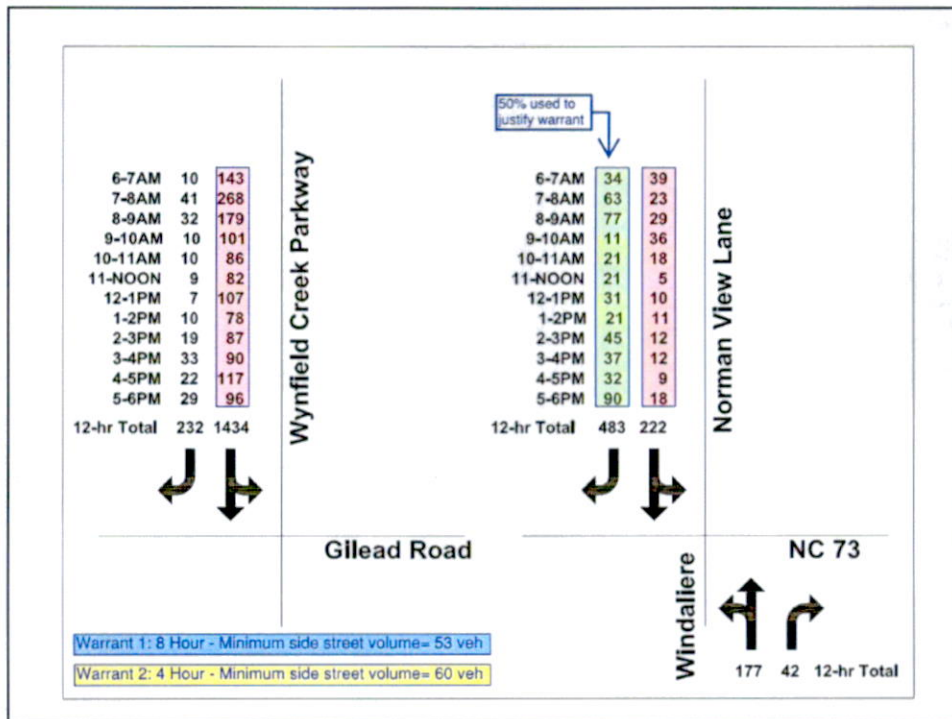 50% used to
justify warrant
6-7AM 10 143
7-8AM 41 268
8-9AM 32 179
9-10AM 10 101
10-11AM 10 86
11-NOON 9 82
12-1PM 7 107
1-2PM 10 78
2-3PM 19 87
3-4PM 33 90
4-5PM 22 117
5-6PM 29 96
12-hr Total 232 1434
Wynfield Creek Parkway
6-7AM 34 39
7-8AM 63 23
8-9AM 77 29
9-10AM 11 36
10-11AM 21 18
11-NOON 21 5
12-1PM 31 10
1-2PM 21 11
2-3PM 45 12
3-4PM 37 12
4-5PM 32 9
5-6PM 90 18
12-hr Total 483 222
Norman View Lane
Gilead Road
NC 73
Windaliere
177 42 12-hr Total
Warrant 1: 8 Hour - Minimum side street volume= 53 veh
Warrant 2: 4 Hour - Minimum side street volume= 60 veh